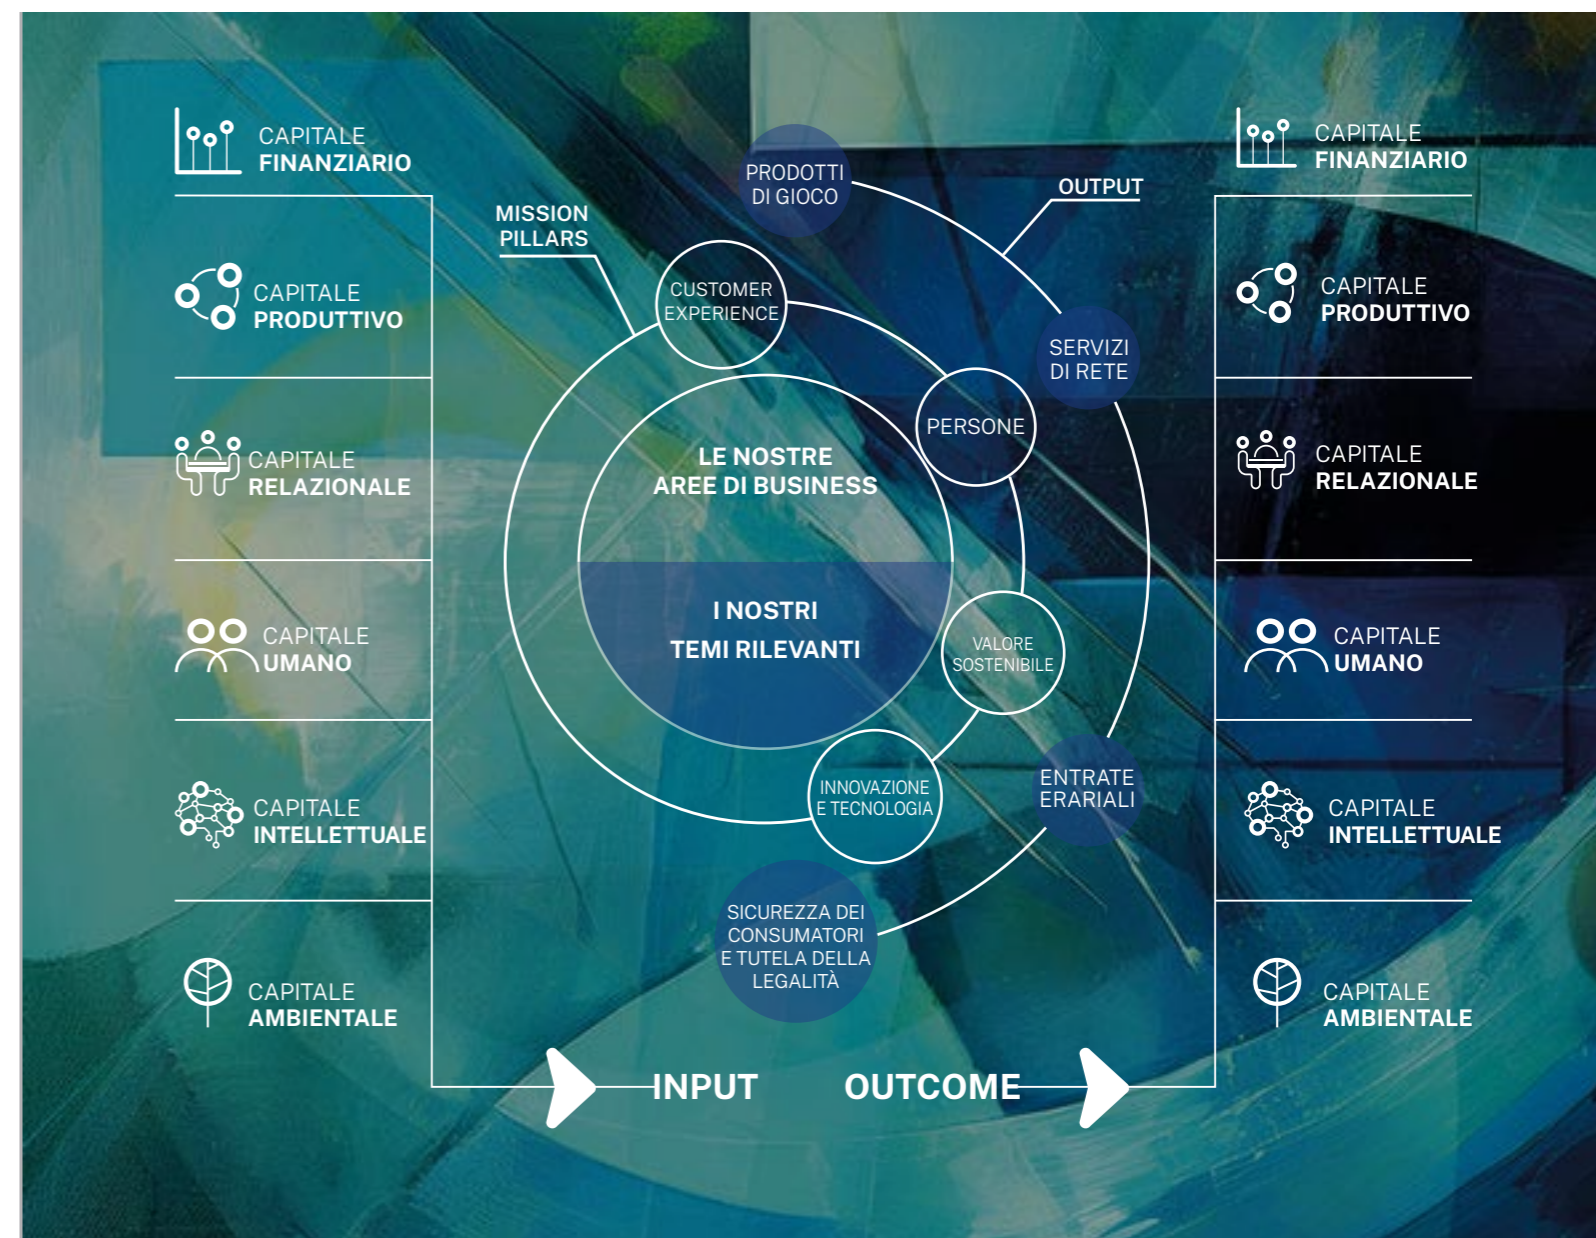 CAPITALE
FINANZIARIO
CAPITALE
PRODUTTIVO
CAPITALE
RELAZIONALE
CAPITALE
UMANO
CAPITALE
INTELLETTUALE
CAPITALE
AMBIENTALE
INPUT
MISSION
PILLARS
CUSTOMER
EXPERIENCE
PERSONE
VALORE
SOSTENIBILE
INNOVAZIONE
E TECNOLOGIA
LE NOSTRE
AREE DI BUSINESS
I NOSTRI
TEMI RILEVANTI
OUTPUT
PRODOTTI
DI GIOCO
SERVIZI
DI RETE
ENTRATE
ERARIALI
SICUREZZA DEI
CONSUMATORI
E TUTELA DELLA
LEGALITÀ
OUTCOME
CAPITALE
FINANZIARIO
CAPITALE
PRODUTTIVO
CAPITALE
RELAZIONALE
CAPITALE
UMANO
CAPITALE
INTELLETTUALE
CAPITALE
AMBIENTALE